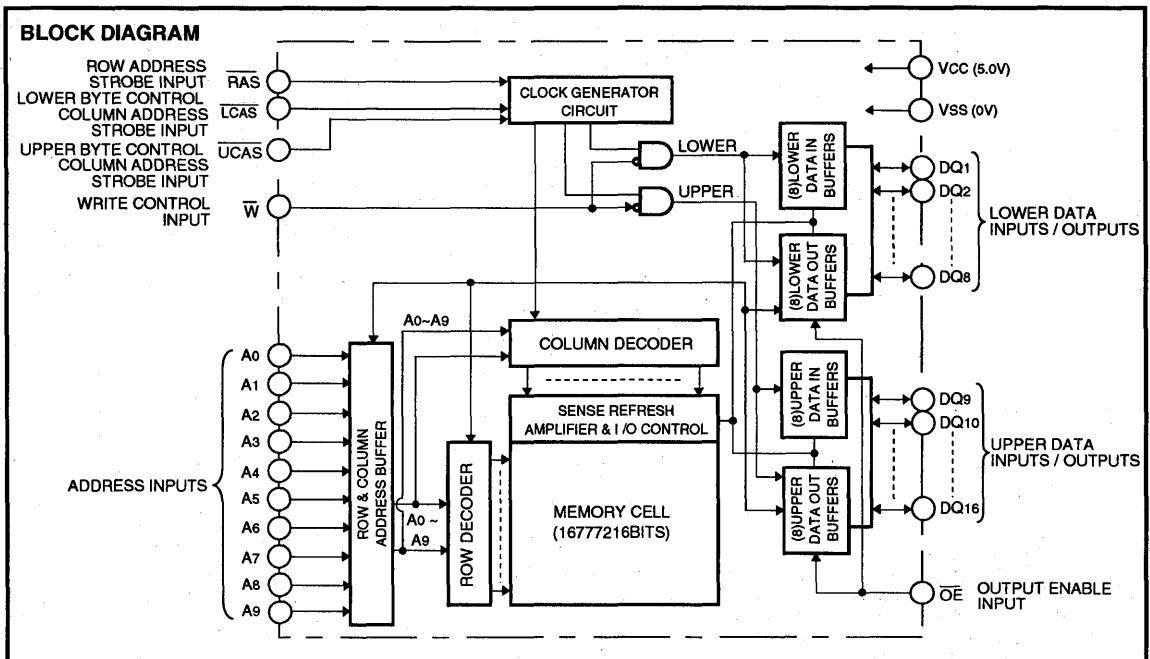 BLOCK DIAGRAM
ROW ADDRESS
STROBE INPUT
RAS
LOWER BYTE CONTROL
COLUMN ADDRESS
STROBE INPUT
LCAS
UPPER BYTE CONTROL
COLUMN ADDRESS
STROBE INPUT
UCAS
WRITE CONTROL
INPUT
W
CLOCK GENERATOR
CIRCUIT
LOWER
UPPER
VCC (5.0V)
VSS (0V)
(8)LOWER
DATA IN
BUFFERS
(8)LOWER
DATA OUT
BUFFERS
DQ1
DQ2
DQ8
LOWER DATA
INPUTS / OUTPUTS
A0~A9
COLUMN DECODER
SENSE REFRESH
AMPLIFIER & I /O CONTROL
MEMORY CELL
(16777216BITS)
ROW DECODER
A0 ~
A9
ROW & COLUMN
ADDRESS BUFFER
ADDRESS INPUTS
A0
A1
A2
A3
A4
A5
A6
A7
A8
A9
(8)UPPER
DATA IN
BUFFERS
(8)UPPER
DATA OUT
BUFFERS
DQ9
DQ10
DQ16
UPPER DATA
INPUTS / OUTPUTS
OE
OUTPUT ENABLE
INPUT